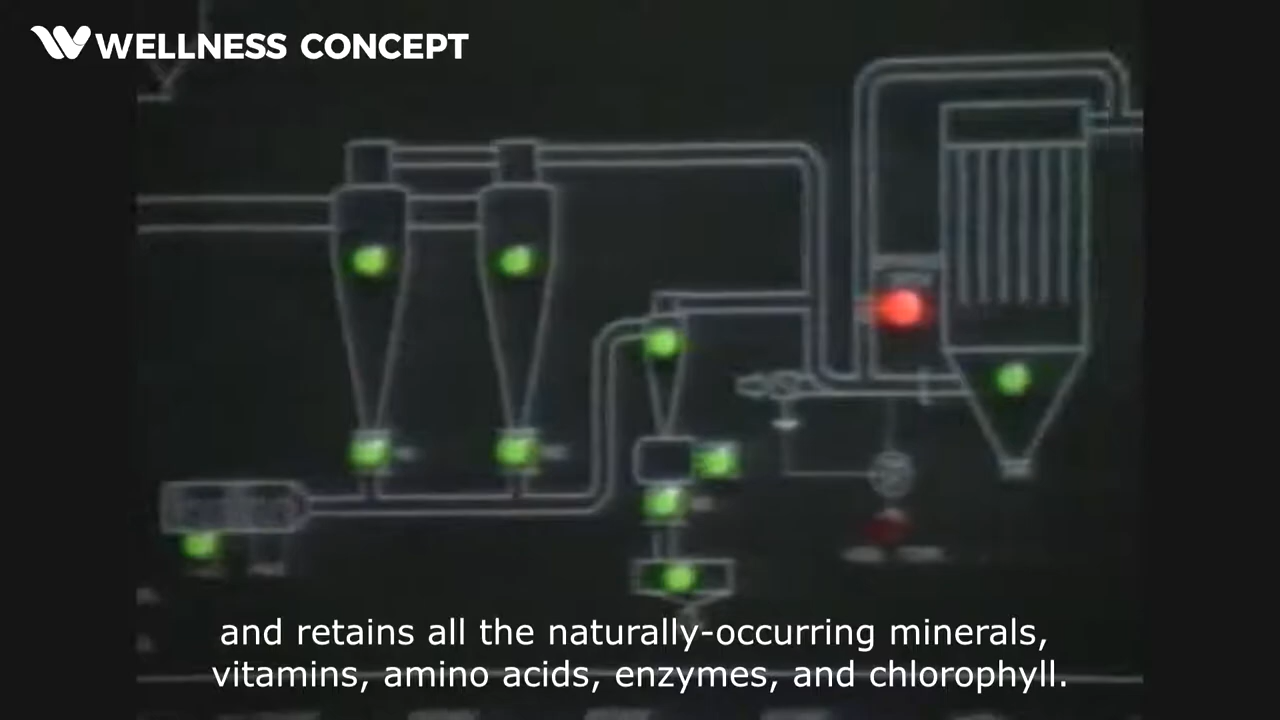 WELLNESS CONCEPT
and retains all the naturally-occurring minerals,
vitamins, amino acids, enzymes, and chlorophyll.